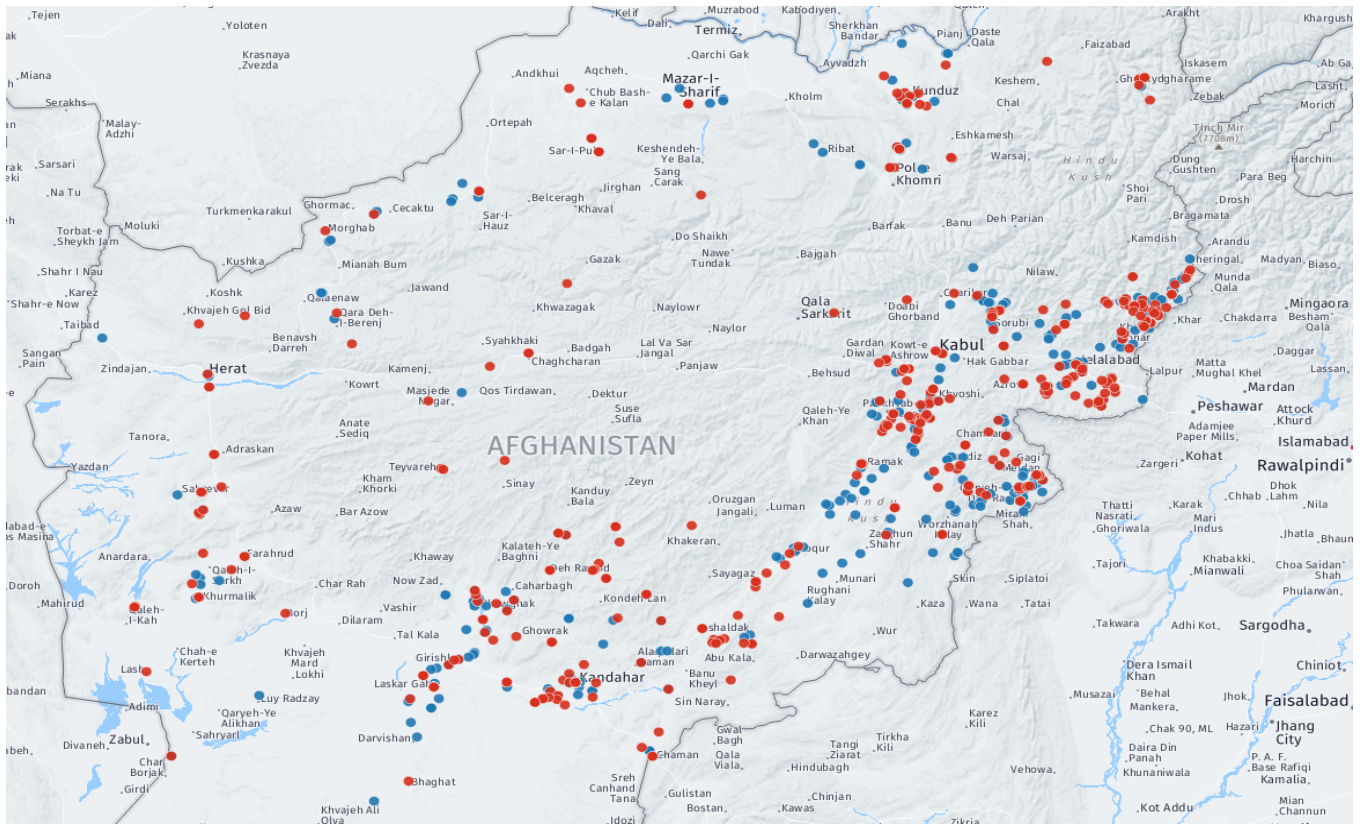 Tejen
Yoloten
Kelif
Muzrabod
Kabodiyen
Dali
Termiz
Sherkhan
Bandar
Pianj
Daste
Qala
Arakht
Khargush
Krasnaya
Zvezda
Qarchi Gak
Ayvadzh
Faizabad
Iskasem
Ab Ga
Miana
Andkhui
Aqcheh
Mazar-I-
Sharif
Kholm
Kunduz
Keshem
Zebak
Lasht
Serakhs
Chub Bash-
e Kalan
Chal
Morich
Malay-
Adzhi
Ortepah
Tirich Mir
(7708m)
Sarsari
Sar-I-Pul
Keshendeh-
Ye Bala
Ribat
Eshkamesh
Warsaj
Hindu
Kush
Dung
Gushten
Harchin
Na Tu
Sang
Carak
Khomri
Para Beg
Jirghan
Shoi
Pari
Drosh
Turkmenkarakul
Ghormac
Cecaktu
Belceragh
Khaval
Sar-I-
Hauz
Barfak
Banu
Deh Parian
Bragamata
Moluki
Torbat-e
Sheykh Jam
Morghab
Do Shaikh
Kamdish
Arandu
Kushka
Mianah Bum
Gazak
Nawe
Tundak
Bajgah
Nilaw
Sheringal
Madyan
Biaso
Shahr I Nau
Munda
Qala
Karez
Koshk
Qalaenaw
Jawand
Shahr-e Now
Khwazagak
Naylowr
Qala
Doabi
Ghorband
Mingaora
Khvajeh Gol Bid
Qara Deh-
I-Berenj
Sorubi
Khar
Chakdarra
Besham
Qala
Taibad
Naylor
Sangan
Pain
Benavsh
Darreh
Syahkhaki
Badgah
Lal Va Sar
Jangal
Gardan
Diwal
Kowt-e
Ashrow
Kabul
Daggar
Zindajan
Herat
Kamenj
Chaghcharan
Panjaw
Behsud
Hak Gabbar
Lalpur
Matta
Mughal Khel
Lassan
Kowrt
Masjede
Negar
Qos Tirdawan
Dektur
Khvoshi
Mardan
Suse
Sufla
Qaleh-Ye
Khan
Peshawar
Attock
Khurd
Tanora
Anate
Sediq
AFGHANISTAN
Adamjee
Paper Mills
Islamabad
Adraskan
Kohat
Yazdan
Teyvareh
Ramak
Zargeri
Rawalpindi
Kham
Khorki
Sinay
Zeyn
Kanduy
Bala
Oruzgan
Jangali
Luman
Hindu
Kush
Dhok
Lahm
Chhab
Azaw
Bar Azow
Thatti
Nasrati
Karak
Nila
Ghoriwala
Mari
Indus
Jhatla
Bhaun
Anardara
Farahrud
Khaway
Kalateh-Ye
Baghni
Khakeran
Zarghun
Shahr
Worzhanah
Kalay
Khabakki
Mianwali
Tajori
Doroh
Char Rah
Now Zad
Caharbagh
Sayagaz
Munari
Skin
Siplatoi
Choa Saidan
Shah
Mahirud
Khurmalik
Vashir
Kondeh Lan
Rughani
Kalay
Kaza
Wana
Tatai
Phularwan
Qaleh-
I-Kah
Borj
Dilaram
Ghowrak
Takwara
Adhi Kot
Sargodha
Chah-e
Kerteh
Tal Kala
Wur
Khvajeh
Mard
Lokhi
Girishk
Abu Kala
Darwazahgey
Dera Ismail
Khan
Chiniot
Lash
Kandahar
Banu
Kheyl
Musazai
Behal
Jhok
Faisalabad
Adimi
Luy Radzay
Sin Naray
Mankera
Qaryeh-Ye
Alikhan
Karez
Kili
Chak 90, ML
Hazari
Jhang
City
Zabul
Divaneh
Sahryarl
Darvishan
Gwal
Bagh
Tangi
Ziarat
Tirkha
Kili
Daira Din
Panah
Char
Borjak
Chaman
Qala
Viala
Hindubagh
Vehowa
Khunaniwala
P. A. F.
Base Rafiqi
Kamalia
Girdi
Bhaghat
Sreh
Canhand
Tana
Gulistan
Chinjan
Bostan
Kawas
Mian
Channun
Khvajeh Ali
Olya
Idozi
Zikria
Kot Addu